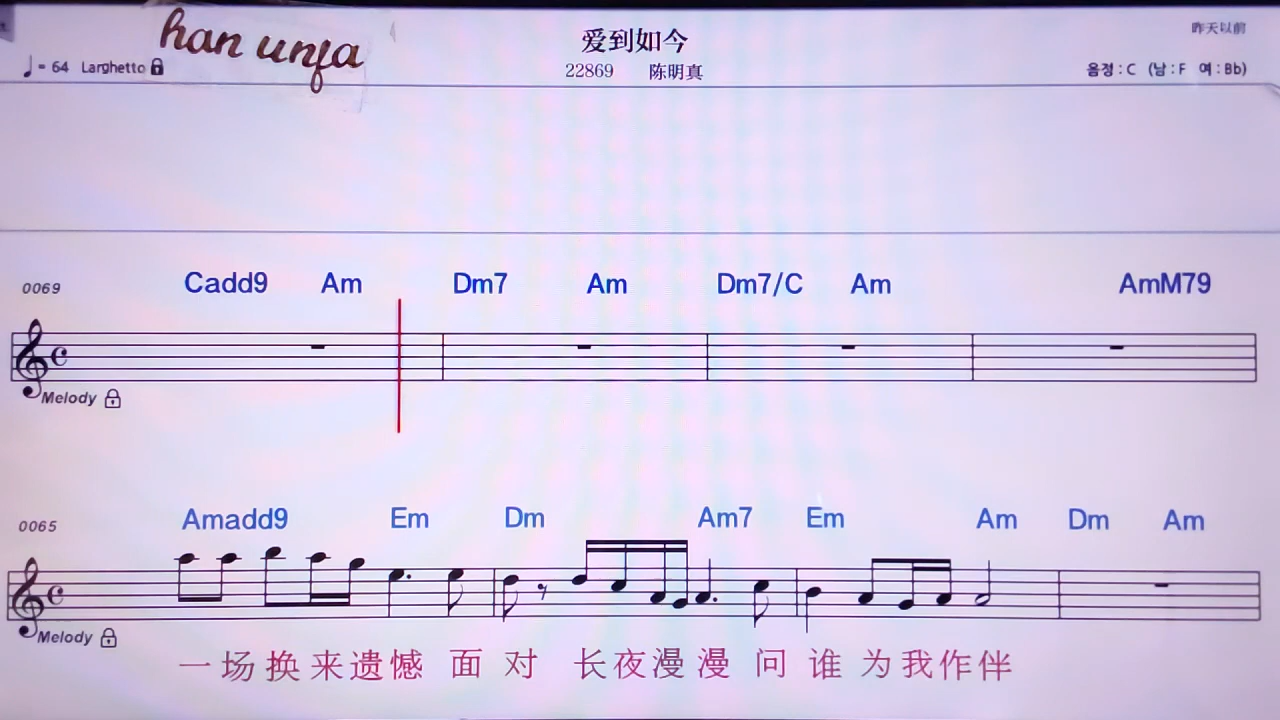 han unfa
爱到如今
昨天以前
♩= 64 Larghetto
22869 陈明真
음정 : C (남 : F 여 : Bb)
0069 Cadd9 Am Dm7 Am Dm7/C Am AmM79
Melody
0065 Amadd9 Em Dm Am7 Em Am Dm Am
Melody
一场换来遗憾 面 对 长夜漫漫 问 谁 为我作伴